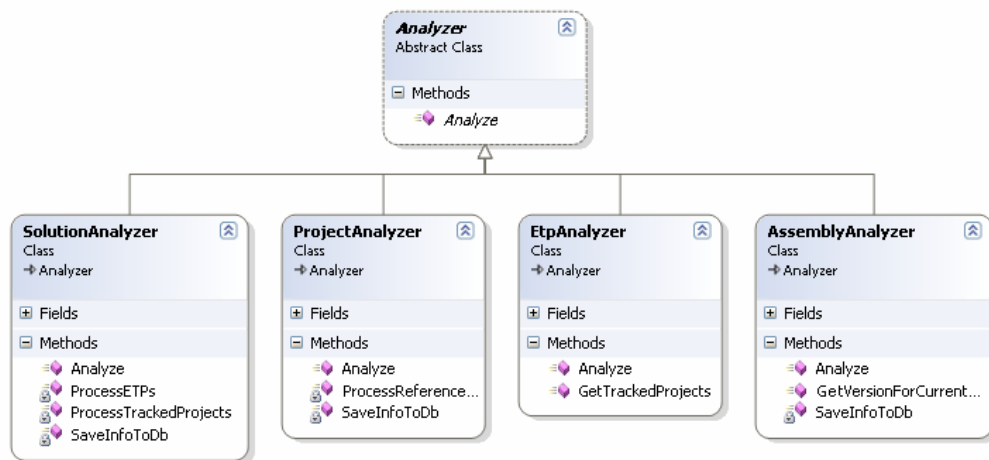 Analyzer
Abstract Class
Methods
Analyze
SolutionAnalyzer
Class
Analyzer
Fields
Methods
Analyze
ProcessETPs
ProcessTrackedProjects
SaveInfoToDb
ProjectAnalyzer
Class
Analyzer
Fields
Methods
Analyze
ProcessReference...
SaveInfoToDb
EtpAnalyzer
Class
Analyzer
Fields
Methods
Analyze
GetTrackedProjects
AssemblyAnalyzer
Class
Analyzer
Fields
Methods
Analyze
GetVersionForCurrent...
SaveInfoToDb